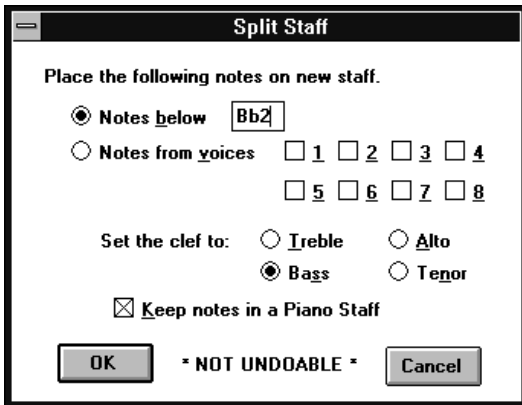 Split Staff
Place the following notes on new staff.
Notes below Bb2
Notes from voices 1 2 3 4
5 6 7 8
Set the clef to: Treble Alto
Bass Tenor
Keep notes in a Piano Staff
OK * NOT UNDOABLE * Cancel